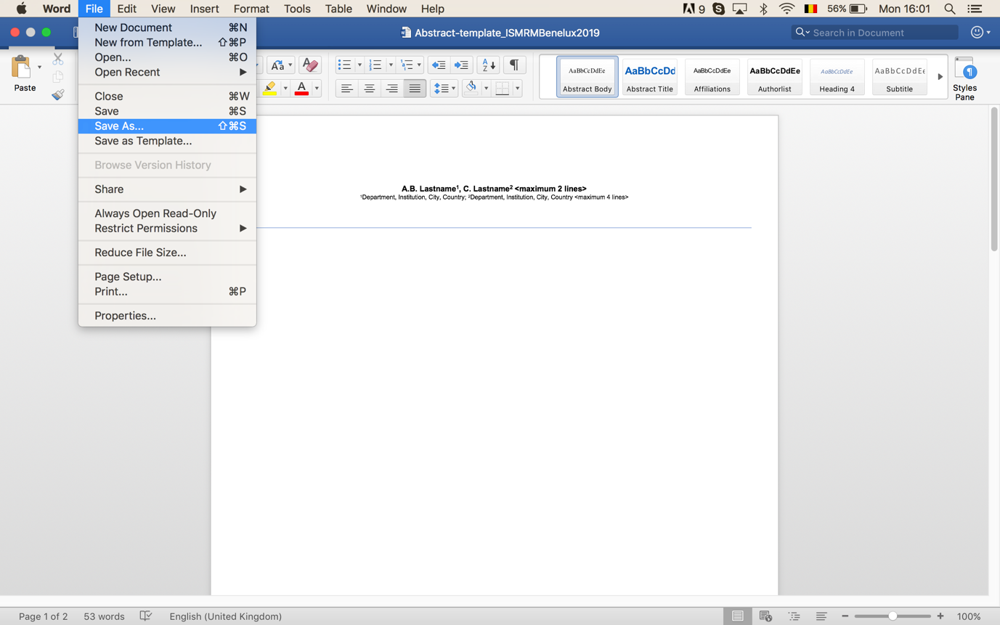 Word File Edit View Insert Format Tools Table Window Help 9 56% Mon 16:01
Abstract-template_ISMRMBenelux2019
Search in Document
New Document ⌘N
New from Template... ⇧⌘P
Open... ⌘O
Open Recent ▶
Close ⌘W
Save ⌘S
Save As... ⇧⌘S
Save as Template...
Browse Version History
Share ▶
Always Open Read-Only
Restrict Permissions ▶
Reduce File Size...
Page Setup...
Print... ⌘P
Properties...
Paste
AaBbCcDdEe AaBbCcDd AaBbCcDdEe AaBbCcDdEe AaBbCcDdEe AaBbCcDdEe
Abstract Body Abstract Title Affiliations Authorlist Heading 4 Subtitle
Styles
Pane
A.B. Lastname¹, C. Lastname² <maximum 2 lines>
¹Department, Institution, City, Country; ²Department, Institution, City, Country <maximum 4 lines>
Page 1 of 2 53 words English (United Kingdom) 100%